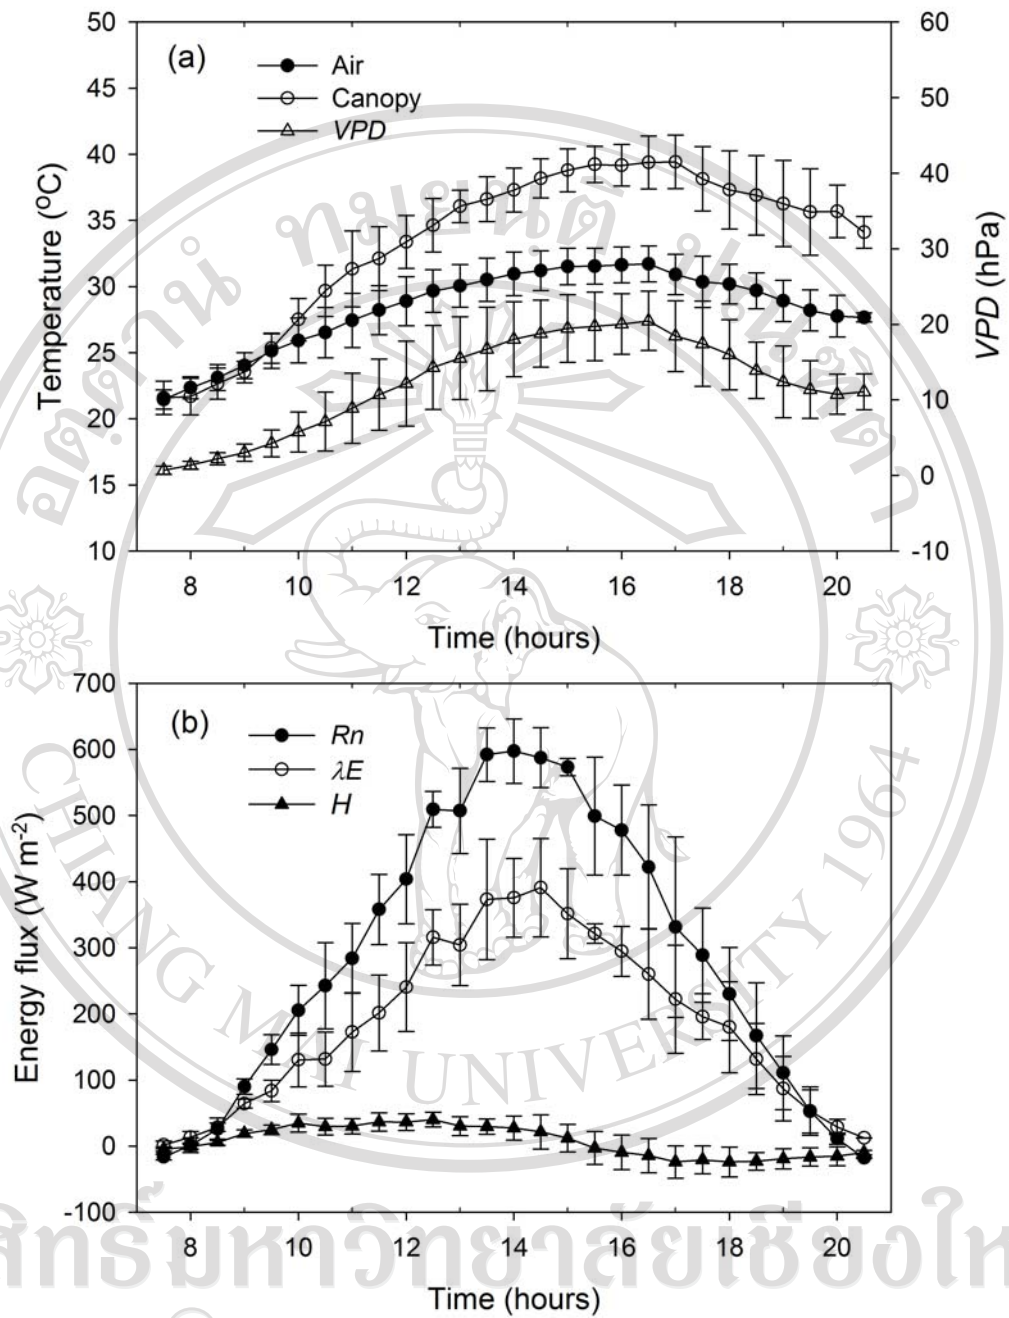 (a)
Air
Canopy
VPD
Temperature (ºC)
50
45
40
35
30
25
20
15
10
60
50
40
30
20
10
0
-10
VPD (hPa)
8 10 12 14 16 18 20
Time (hours)
(b)
Rn
λE
H
Energy flux (W m-2)
700
600
500
400
300
200
100
0
-100
8 10 12 14 16 18 20
Time (hours)
CHIANG MAI UNIVERSITY 1964